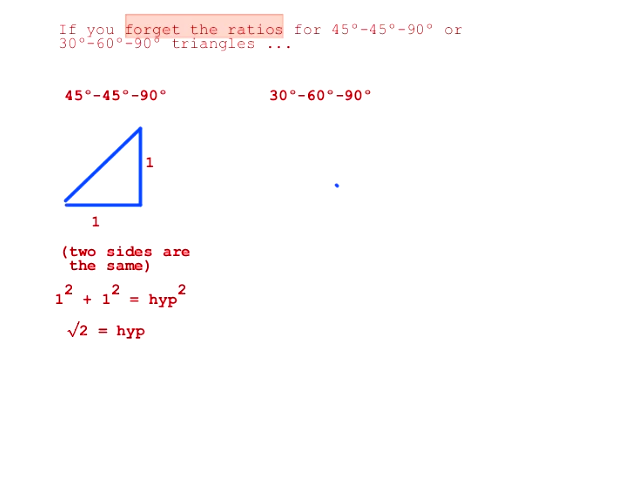 If you forget the ratios for 45°-45°-90° or
30°-60°-90° triangles ...
45°-45°-90°
30°-60°-90°
1
1
(two sides are
the same)
1² + 1² = hyp²
√2 = hyp